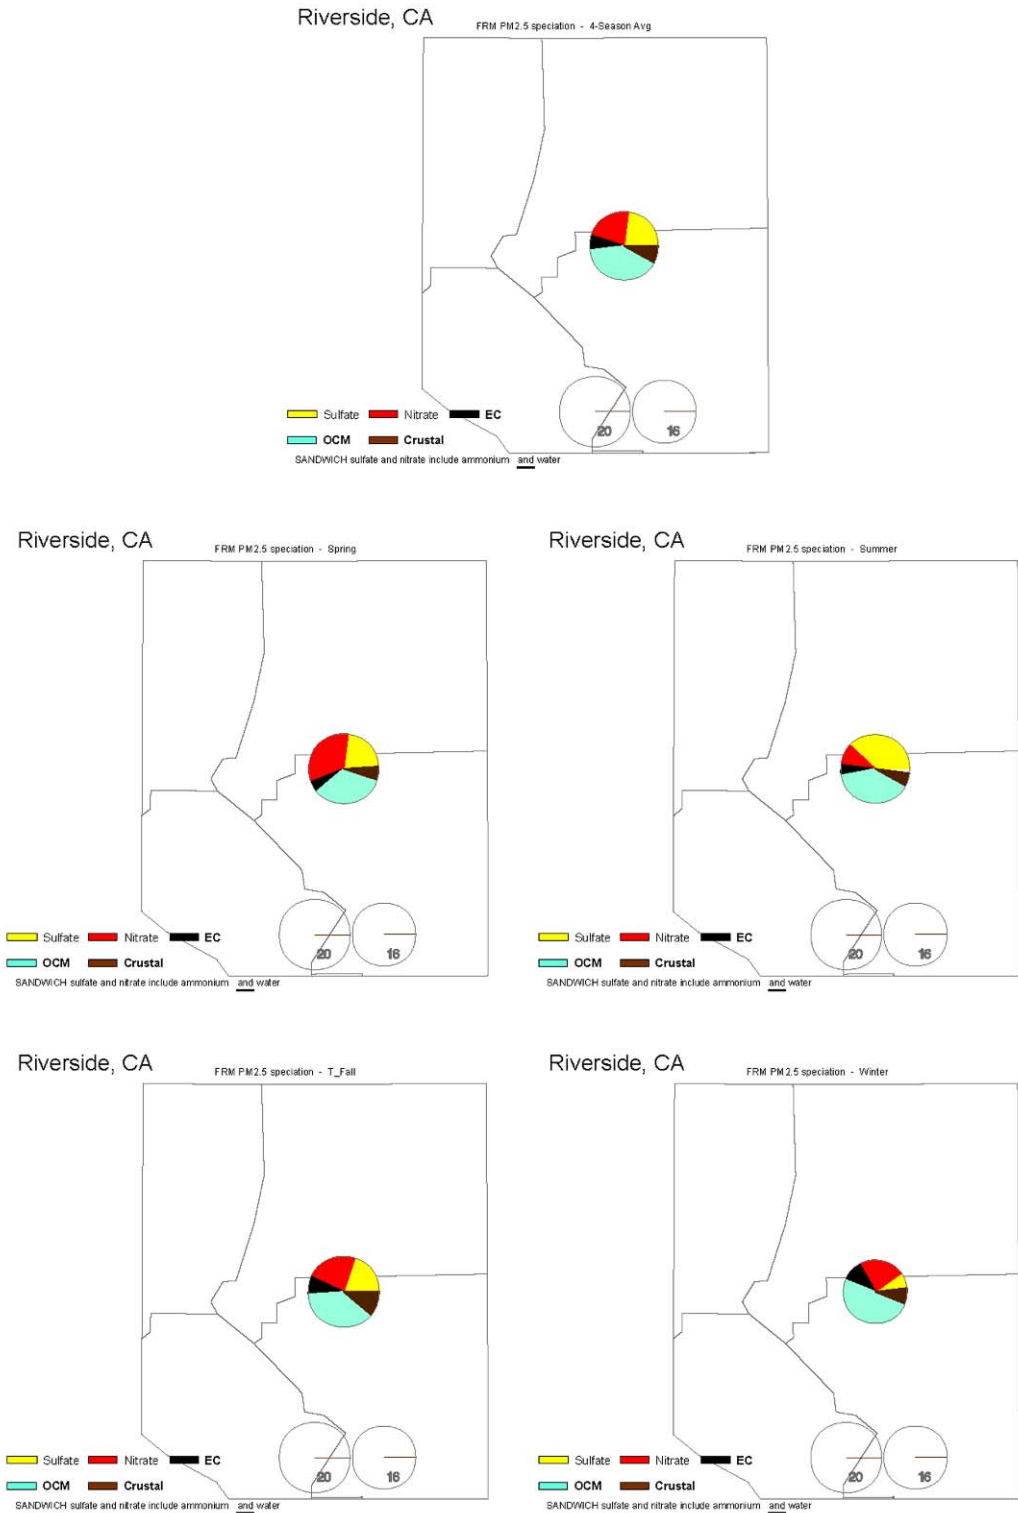 Riverside, CA
FRM PM2.5 speciation - 4-Season Avg
20 16
Sulfate Nitrate EC
OCM Crustal
SANDWICH sulfate and nitrate include ammonium and water
Riverside, CA
FRM PM2.5 speciation - Spring
20 16
Sulfate Nitrate EC
OCM Crustal
SANDWICH sulfate and nitrate include ammonium and water
Riverside, CA
FRM PM2.5 speciation - Summer
20 16
Sulfate Nitrate EC
OCM Crustal
SANDWICH sulfate and nitrate include ammonium and water
Riverside, CA
FRM PM2.5 speciation - T_Fall
20 16
Sulfate Nitrate EC
OCM Crustal
SANDWICH sulfate and nitrate include ammonium and water
Riverside, CA
FRM PM2.5 speciation - Winter
20 16
Sulfate Nitrate EC
OCM Crustal
SANDWICH sulfate and nitrate include ammonium and water